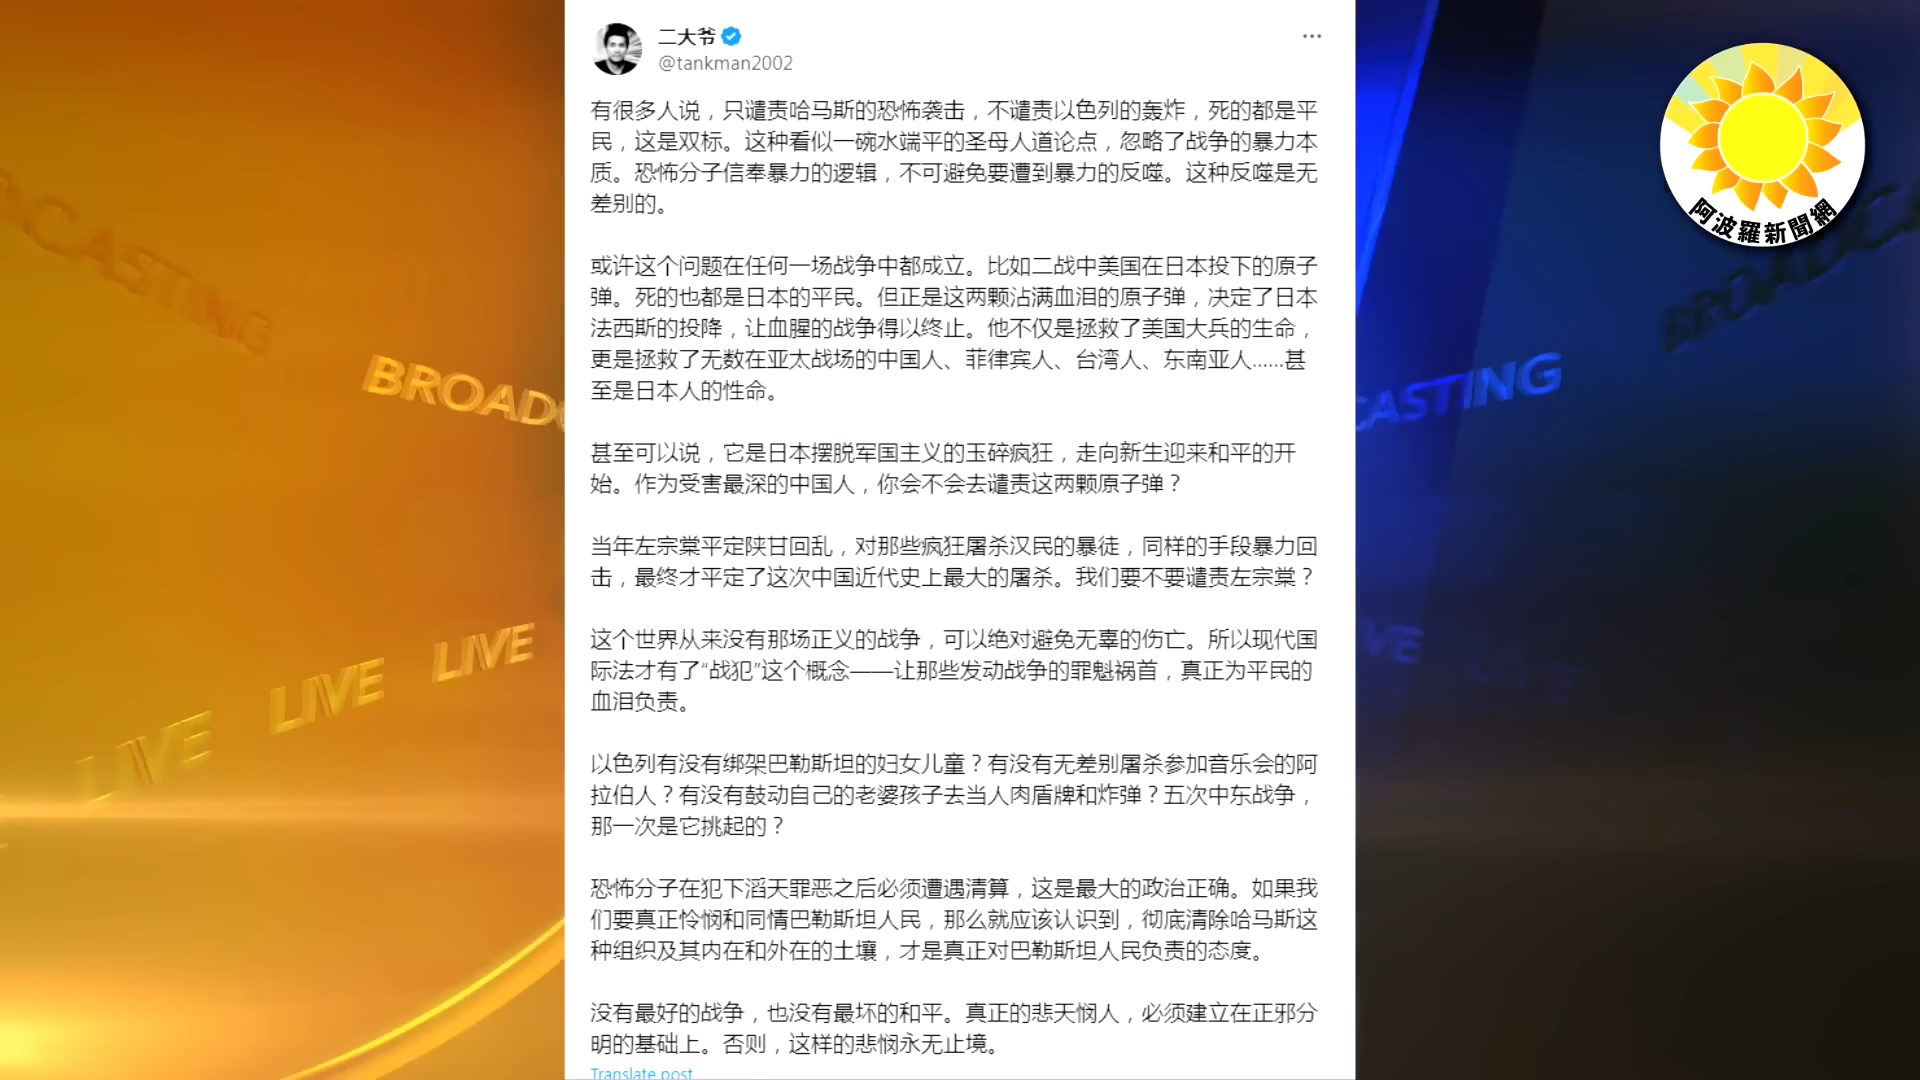 二大爷
@tankman2002
有很多人说，只谴责哈马斯的恐怖袭击，不谴责以色列的轰炸，死的都是平
民，这是双标。这种看似一碗水端平的圣母人道论点，忽略了战争的暴力本
质。恐怖分子信奉暴力的逻辑，不可避免要遭到暴力的反噬。这种反噬是无
差别的。
或许这个问题在任何一场战争中都成立。比如二战中美国在日本投下的原子
弹。死的也都是日本的平民。但正是这两颗沾满血泪的原子弹，决定了日本
法西斯的投降，让血腥的战争得以终止。他不仅是拯救了美国大兵的生命，
更是拯救了无数在亚太战场的中国人、菲律宾人、台湾人、东南亚人......甚
至是日本人的性命。
甚至可以说，它是日本摆脱军国主义的玉碎疯狂，走向新生迎来和平的开
始。作为受害最深的中国人，你会不会去谴责这两颗原子弹？
当年左宗棠平定陕甘回乱，对那些疯狂屠杀汉民的暴徒，同样的手段暴力回
击，最终才平定了这次中国近代史上最大的屠杀。我们要不要谴责左宗棠？
这个世界从来没有那场正义的战争，可以绝对避免无辜的伤亡。所以现代国
际法才有了“战犯”这个概念——让那些发动战争的罪魁祸首，真正为平民的
血泪负责。
以色列有没有绑架巴勒斯坦的妇女儿童？有没有无差别屠杀参加音乐会的阿
拉伯人？有没有鼓动自己的老婆孩子去当人肉盾牌和炸弹？五次中东战争，
那一次是它挑起的？
恐怖分子在犯下滔天罪恶之后必须遭遇清算，这是最大的政治正确。如果我
们要真正怜悯和同情巴勒斯坦人民，那么就应该认识到，彻底清除哈马斯这
种组织及其内在和外在的土壤，才是真正对巴勒斯坦人民负责的态度。
没有最好的战争，也没有最坏的和平。真正的悲天悯人，必须建立在正邪分
明的基础上。否则，这样的悲悯永无止境。
Translate post
阿波羅新聞網
BROADC
LIVE
LIVE
LIVE
CASTING
CASTING
BROADCA
VE